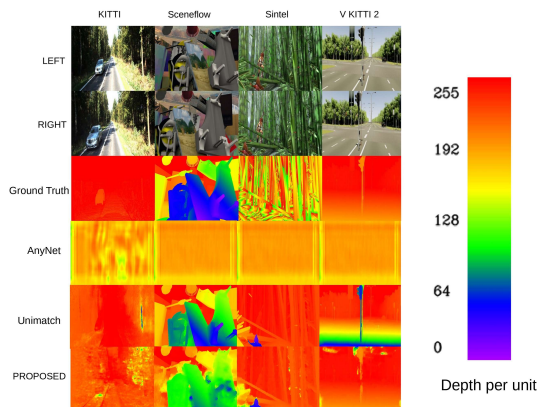 KITTI Sceneflow Sintel V KITTI 2
LEFT
RIGHT
Ground Truth
AnyNet
Unimatch
PROPOSED
255
192
128
64
0
Depth per unit